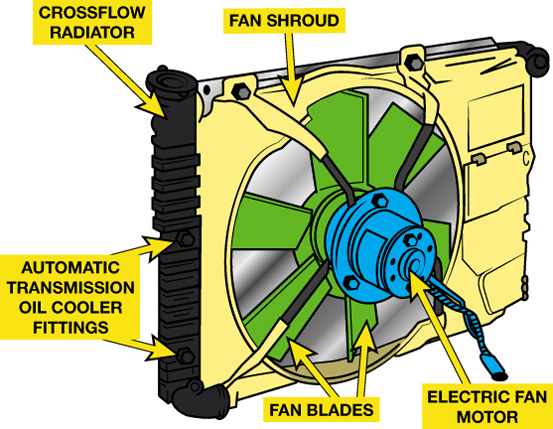 CROSSFLOW
RADIATOR
FAN SHROUD
AUTOMATIC
TRANSMISSION
OIL COOLER
FITTINGS
FAN BLADES
ELECTRIC FAN
MOTOR